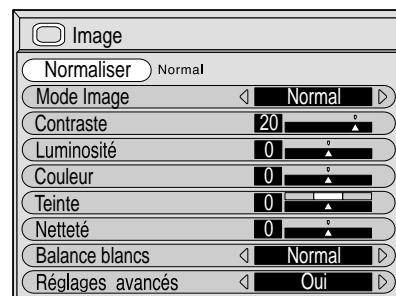 Image
Normaliser Normal
Mode Image Normal
Contraste 20
Luminosité 0
Couleur 0
Teinte 0
Netteté 0
Balance blancs Normal
Réglages avancés Oui